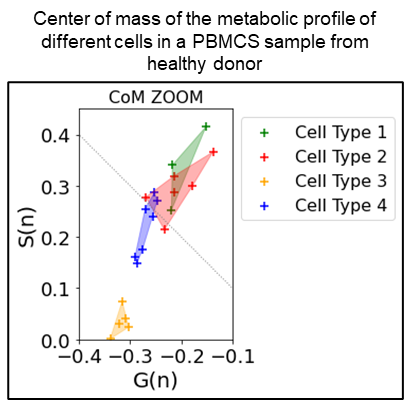 Center of mass of the metabolic profile of
different cells in a PBMCS sample from
healthy donor
CoM ZOOM
S(n)
0.4
0.3
0.2
0.1
0.0
−0.4 −0.3 −0.2 −0.1
G(n)
Cell Type 1
Cell Type 2
Cell Type 3
Cell Type 4